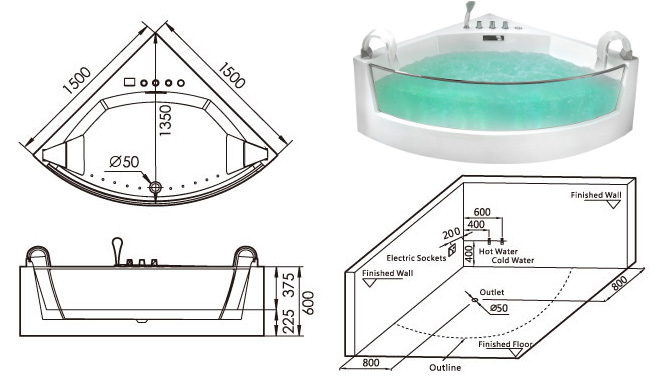 1500
1500
1350
Ø50
375
225
600
Finished Wall
600
400
200
400
Electric Sockets
Hot Water
Cold Water
Finished Wall
800
Outlet
Ø50
Finished Floor
800
Outline